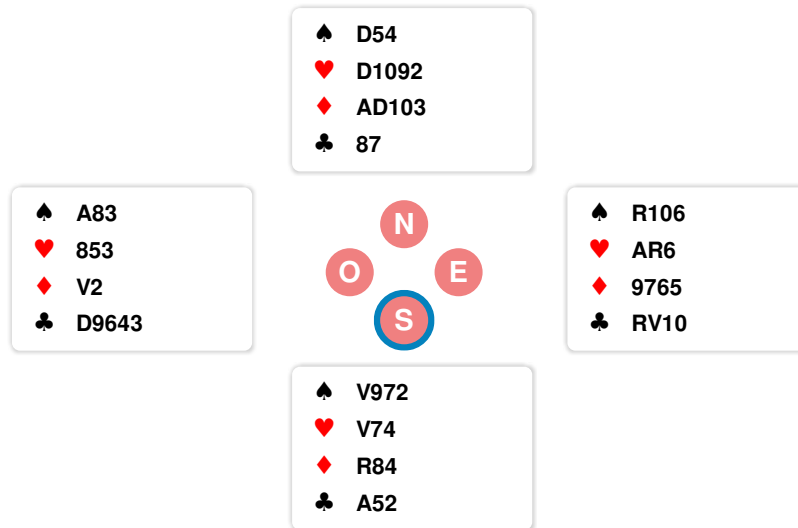 ♠ D54
♥ D1092
♦ AD103
♣ 87
♠ A83
♥ 853
♦ V2
♣ D9643
N
O E
S
♠ R106
♥ AR6
♦ 9765
♣ RV10
♠ V972
♥ V74
♦ R84
♣ A52